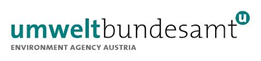 umweltbundesamt u
ENVIRONMENT AGENCY AUSTRIA